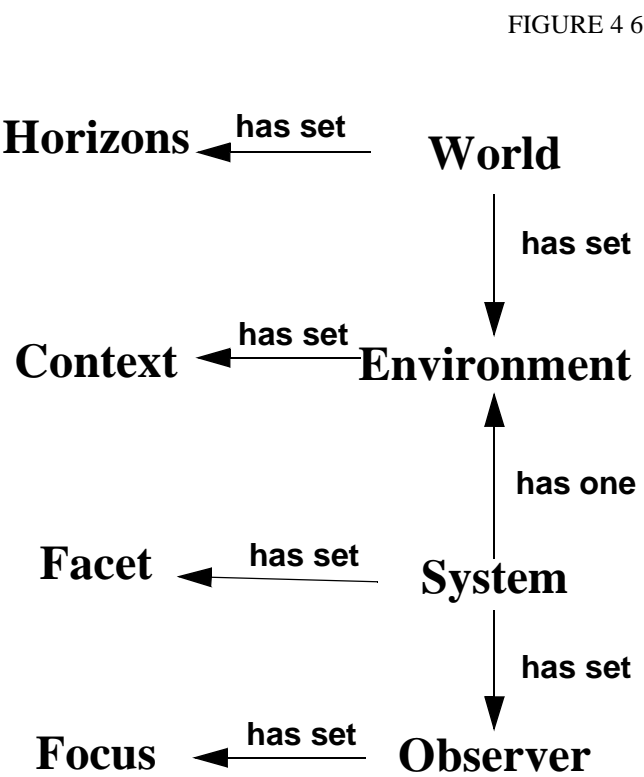 FIGURE 4 6
Horizons has set World
has set
Context has set Environment
has one
Facet has set System
has set
Focus has set Observer